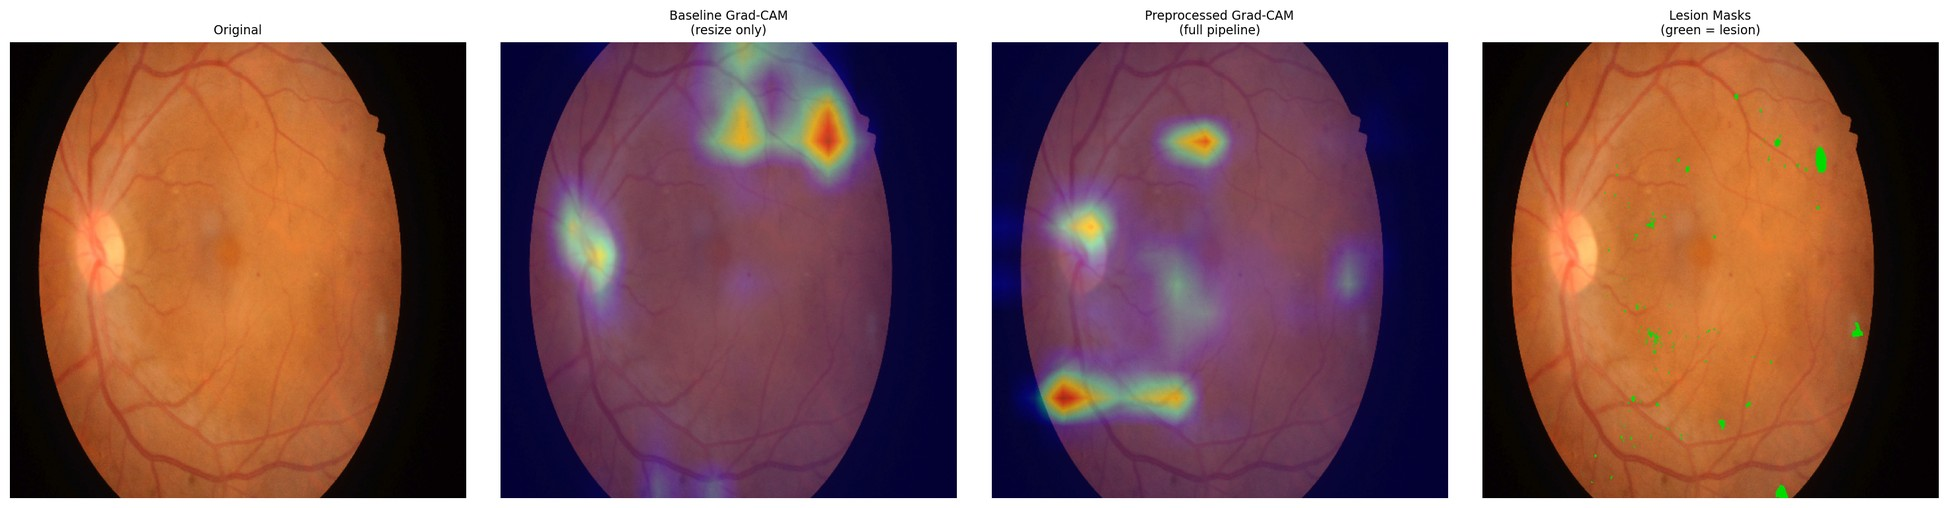 Original
Baseline Grad-CAM
(resize only)
Preprocessed Grad-CAM
(full pipeline)
Lesion Masks
(green = lesion)